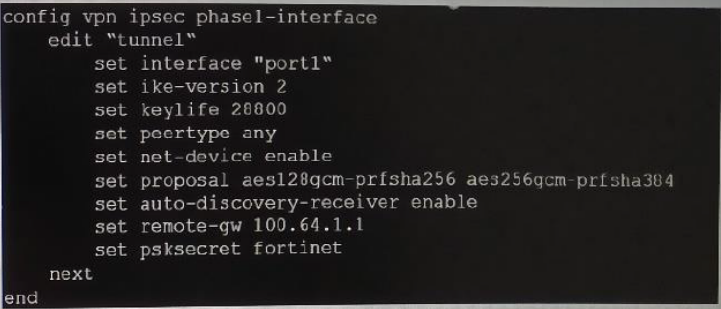 config vpn ipsec phase1-interface
edit "tunnel"
set interface "port1"
set ike-version 2
set keylife 28800
set peertype any
set net-device enable
set proposal aes128gcm-prfsha256 aes256gcm-prfsha384
set auto-discovery-receiver enable
set remote-gw 100.64.1.1
set psksecret fortinet
next
end